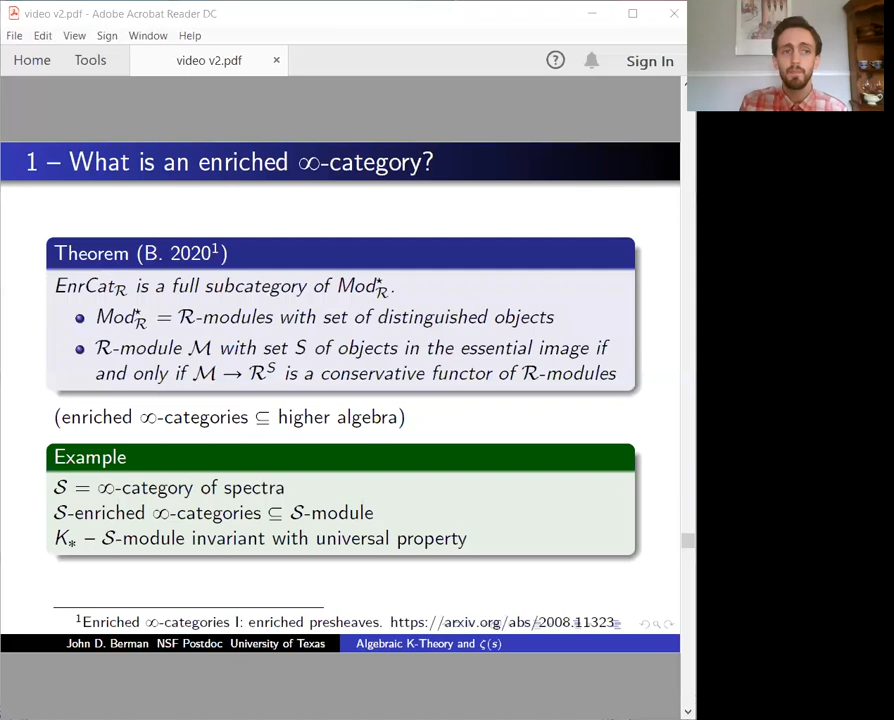 video v2.pdf - Adobe Acrobat Reader DC
File Edit View Sign Window Help
Home Tools video v2.pdf × ? Sign In
1 – What is an enriched ∞-category?
Theorem (B. 2020¹)
EnrCat_R is a full subcategory of Mod*_R.
Mod*_R = R-modules with set of distinguished objects
R-module M with set S of objects in the essential image if
and only if M → R^S is a conservative functor of R-modules
(enriched ∞-categories ⊆ higher algebra)
Example
S = ∞-category of spectra
S-enriched ∞-categories ⊆ S-module
K_* – S-module invariant with universal property
¹Enriched ∞-categories I: enriched presheaves. https://arxiv.org/abs/2008.11323
John D. Berman NSF Postdoc University of Texas Algebraic K-Theory and ζ(s)